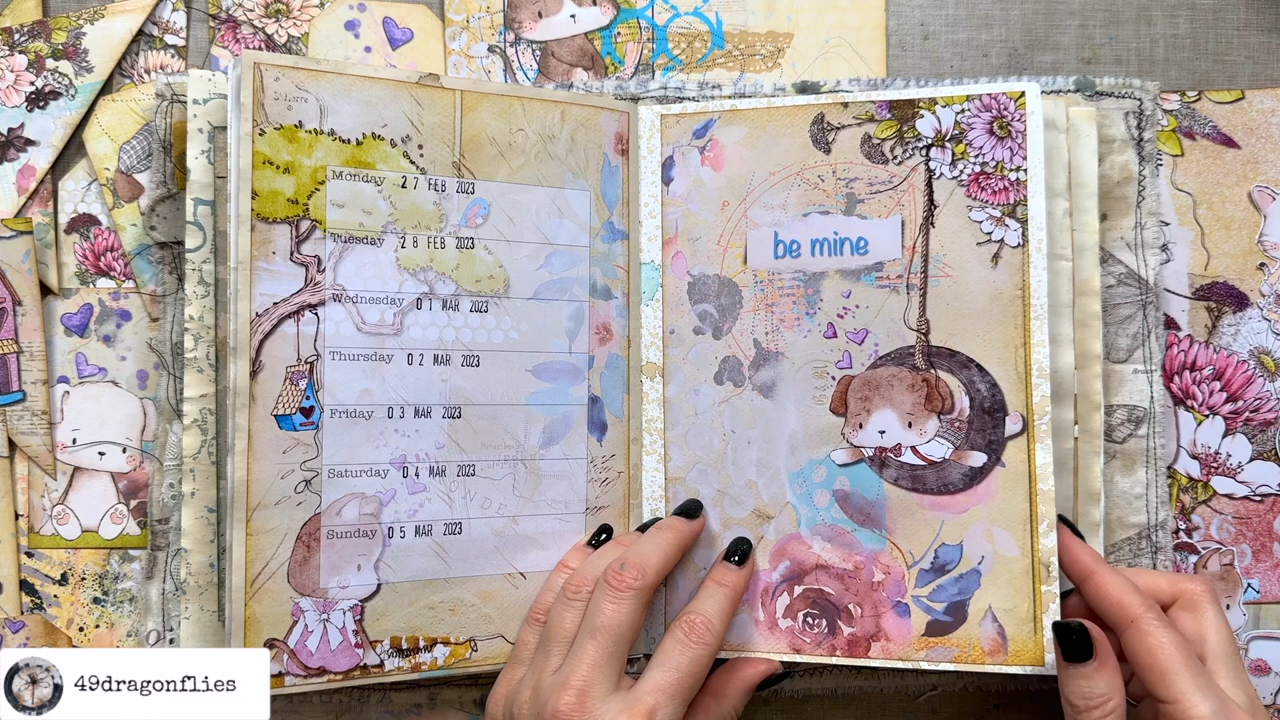 Monday 27 FEB 2023
Tuesday 28 FEB 2023
Wednesday 01 MAR 2023
Thursday 02 MAR 2023
Friday 03 MAR 2023
Saturday 04 MAR 2023
Sunday 05 MAR 2023
be mine
49dragonflies